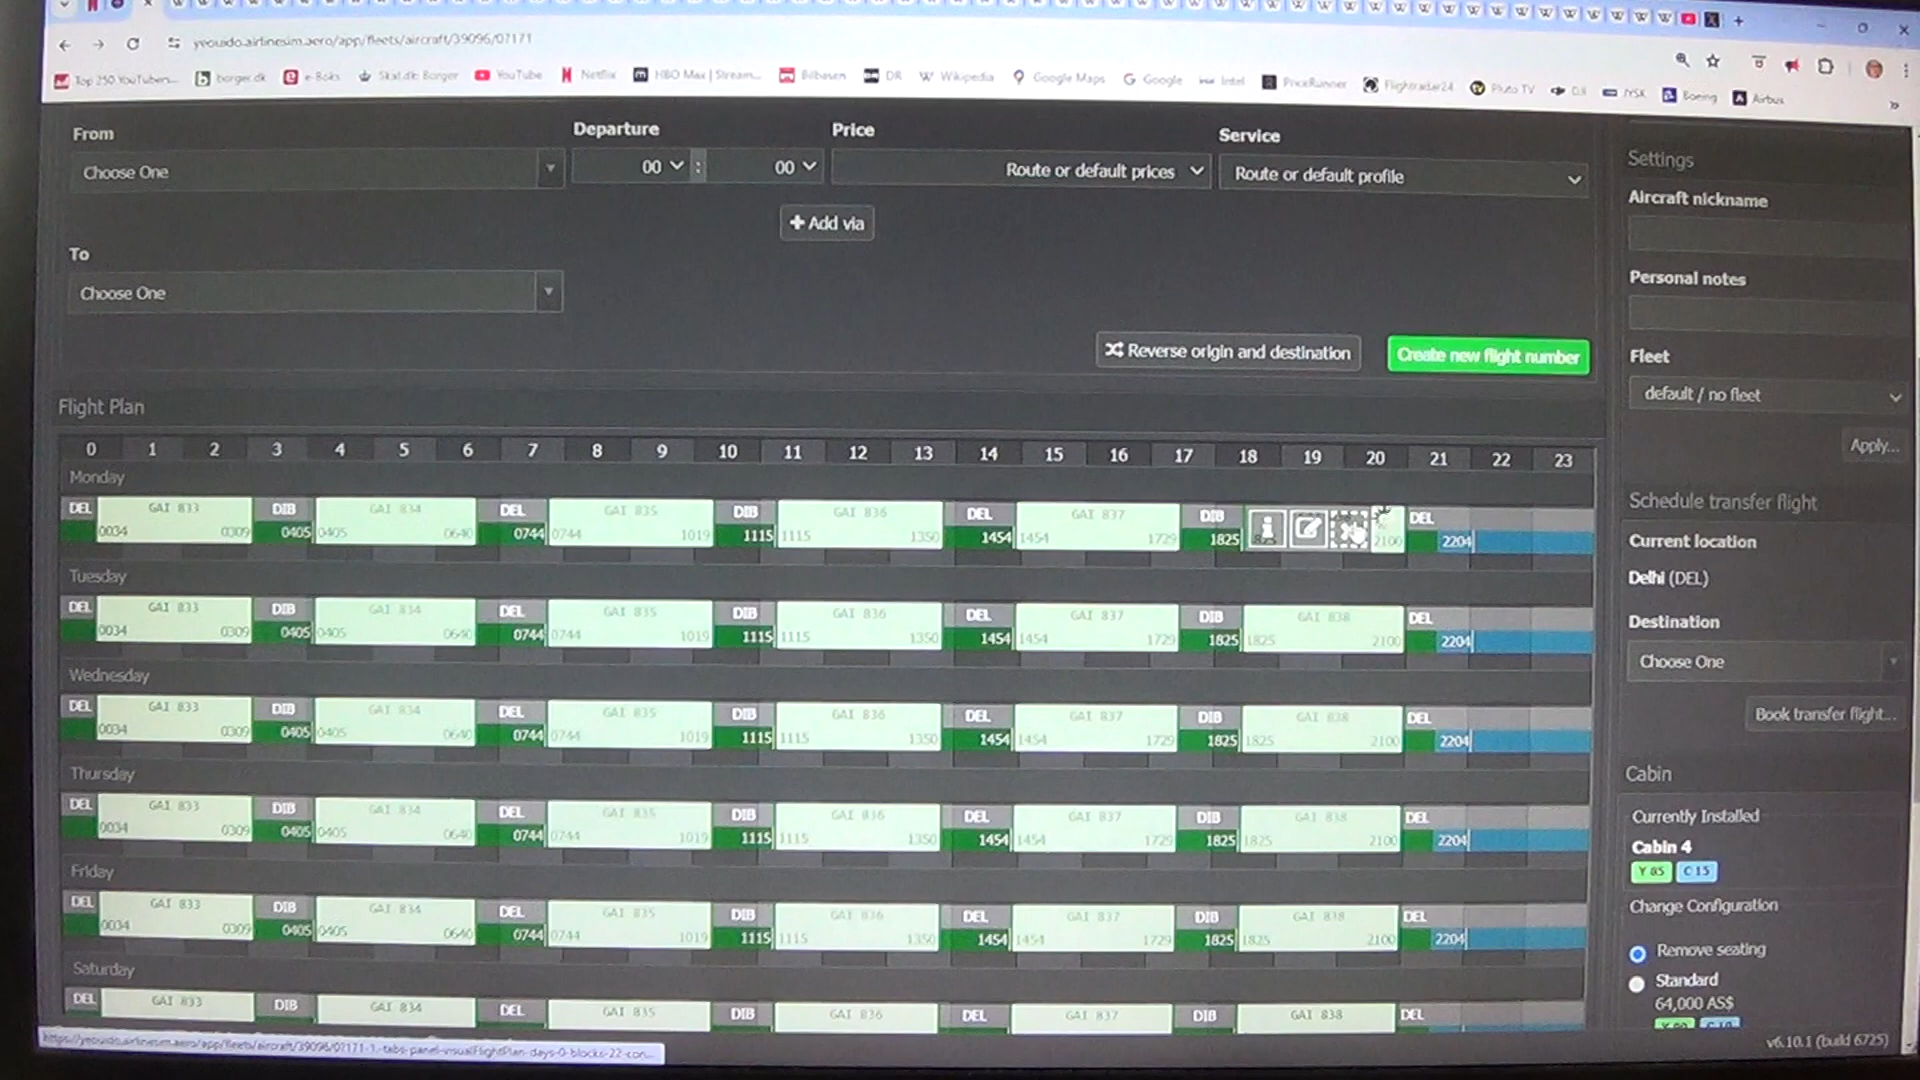 yeouido.airlinesim.aero/app/fleets/aircraft/39096/0?171
Top 250 YouTubers... borger.dk e-Boks Skat.dk: Borger YouTube Netflix HBO Max | Stream... Bilbasen DR Wikipedia Google Maps Google Intel PriceRunner Flightradar24 Pluto TV DJI JYSK Boeing Airbus
From Departure Price Service
Choose One 00 : 00 Route or default prices Route or default profile
Add via
To
Choose One
Reverse origin and destination Create new flight number
Flight Plan
0 1 2 3 4 5 6 7 8 9 10 11 12 13 14 15 16 17 18 19 20 21 22 23
Monday
DEL GAI 833 DIB GAI 834 DEL GAI 835 DIB GAI 836 DEL GAI 837 DIB DEL
0034 0309 0405 0405 0640 0744 0744 1019 1115 1115 1350 1454 1454 1729 1825 2100 2204
Tuesday
DEL GAI 833 DIB GAI 834 DEL GAI 835 DIB GAI 836 DEL GAI 837 DIB GAI 838 DEL
0034 0309 0405 0405 0640 0744 0744 1019 1115 1115 1350 1454 1454 1729 1825 1825 2100 2204
Wednesday
DEL GAI 833 DIB GAI 834 DEL GAI 835 DIB GAI 836 DEL GAI 837 DIB GAI 838 DEL
0034 0309 0405 0405 0640 0744 0744 1019 1115 1115 1350 1454 1454 1729 1825 1825 2100 2204
Thursday
DEL GAI 833 DIB GAI 834 DEL GAI 835 DIB GAI 836 DEL GAI 837 DIB GAI 838 DEL
0034 0309 0405 0405 0640 0744 0744 1019 1115 1115 1350 1454 1454 1729 1825 1825 2100 2204
Friday
DEL GAI 833 DIB GAI 834 DEL GAI 835 DIB GAI 836 DEL GAI 837 DIB GAI 838 DEL
0034 0309 0405 0405 0640 0744 0744 1019 1115 1115 1350 1454 1454 1729 1825 1825 2100 2204
Saturday
DEL GAI 833 DIB GAI 834 DEL GAI 835 DIB GAI 836 DEL GAI 837 DIB GAI 838 DEL
https://yeouido.airlinesim.aero/app/fleets/aircraft/39096/0?171-1.-tabs-panel-visualFlightPlan-days-0-blocks-22-con...
Settings
Aircraft nickname
Personal notes
Fleet
default / no fleet
Apply...
Schedule transfer flight
Current location
Delhi (DEL)
Destination
Choose One
Book transfer flight...
Cabin
Currently Installed
Cabin 4
Y 85 C 15
Change Configuration
Remove seating
Standard
64,000 AS$
v6.10.1 (build 6725)